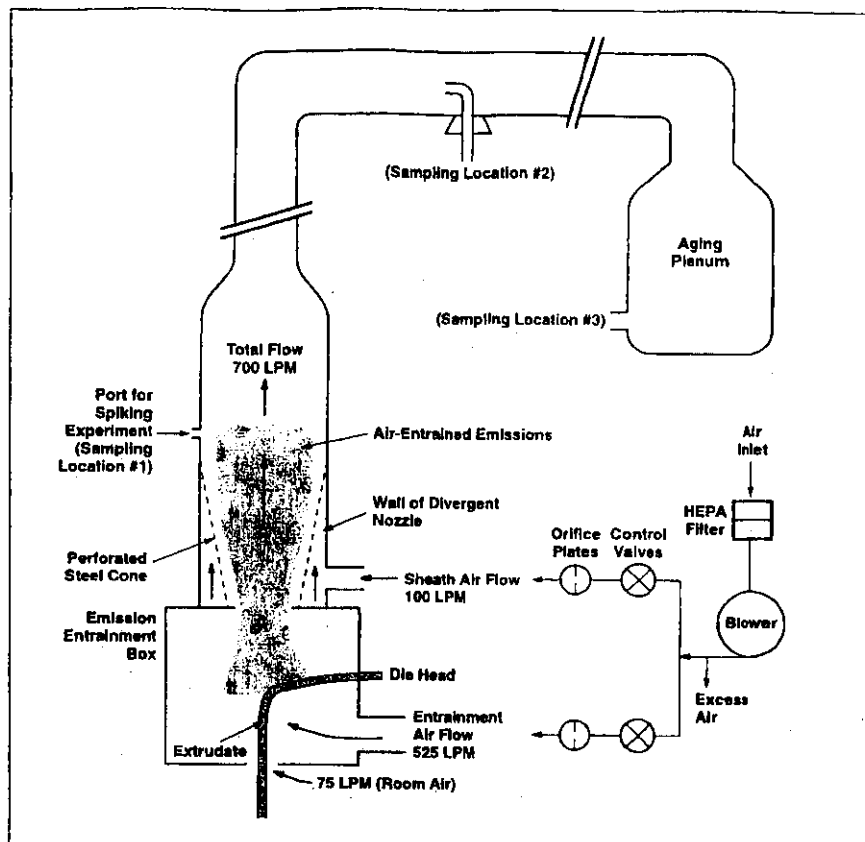 (Sampling Location #2)
Aging
Plenum
(Sampling Location #3)
Total Flow
700 LPM
Port for
Spiking
Experiment
(Sampling
Location #1)
Air-Entrained Emissions
Air
Inlet
HEPA
Filter
Wall of Divergent
Nozzle
Orifice
Plates
Control
Valves
Perforated
Steel Cone
Sheath Air Flow
100 LPM
Emission
Entrainment
Box
Blower
Die Head
Excess
Air
Entrainment
Air Flow
525 LPM
Extrudate
75 LPM (Room Air)